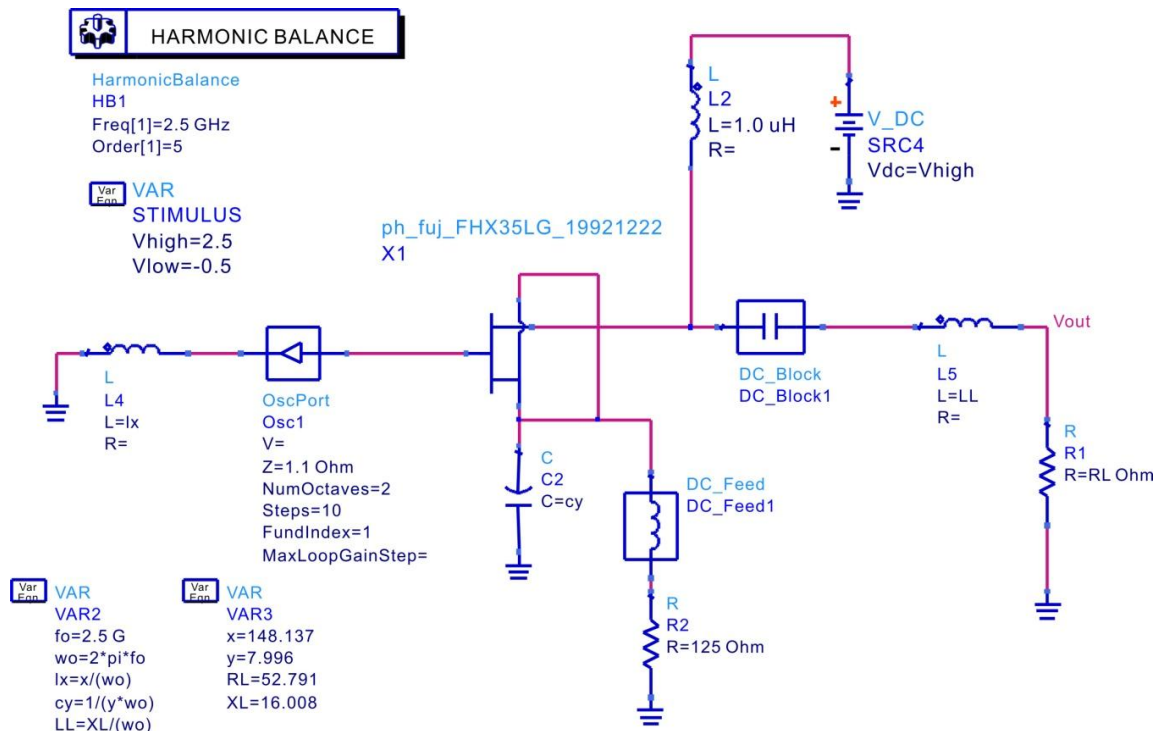 HARMONIC BALANCE
HarmonicBalance
HB1
Freq[1]=2.5 GHz
Order[1]=5
Var
Eqn
VAR
STIMULUS
Vhigh=2.5
Vlow=-0.5
ph_fuj_FHX35LG_19921222
X1
L
L2
L=1.0 uH
R=
+
-
V_DC
SRC4
Vdc=Vhigh
L
L4
L=lx
R=
OscPort
Osc1
V=
Z=1.1 Ohm
NumOctaves=2
Steps=10
FundIndex=1
MaxLoopGainStep=
C
C2
C=cy
DC_Feed
DC_Feed1
R
R2
R=125 Ohm
DC_Block
DC_Block1
L
L5
L=LL
R=
Vout
R
R1
R=RL Ohm
Var
Eqn
VAR
VAR2
fo=2.5 G
wo=2*pi*fo
lx=x/(wo)
cy=1/(y*wo)
LL=XL/(wo)
Var
Eqn
VAR
VAR3
x=148.137
y=7.996
RL=52.791
XL=16.008